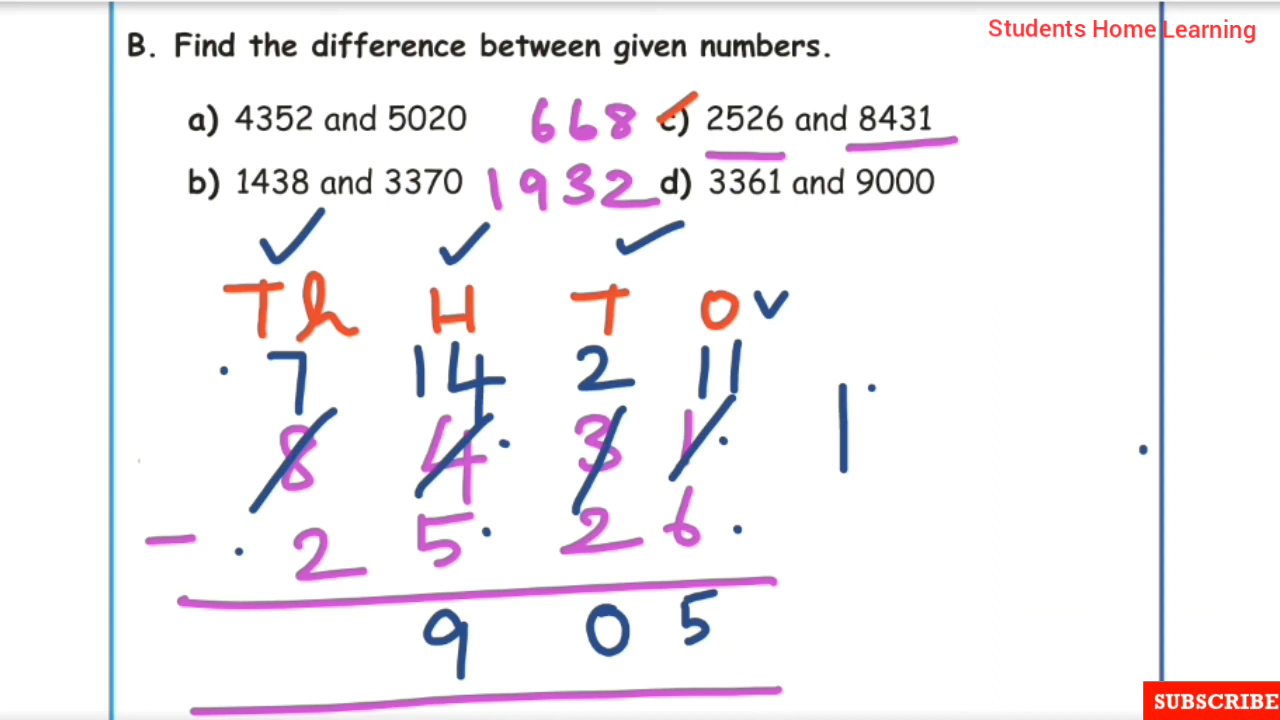 Students Home Learning
B. Find the difference between given numbers.
a) 4352 and 5020 668 c) 2526 and 8431
b) 1438 and 3370 1932 d) 3361 and 9000
Th H T O
7 14 2 11
8 4 3 1 1
- 2 5 2 6
9 0 5
SUBSCRIBE